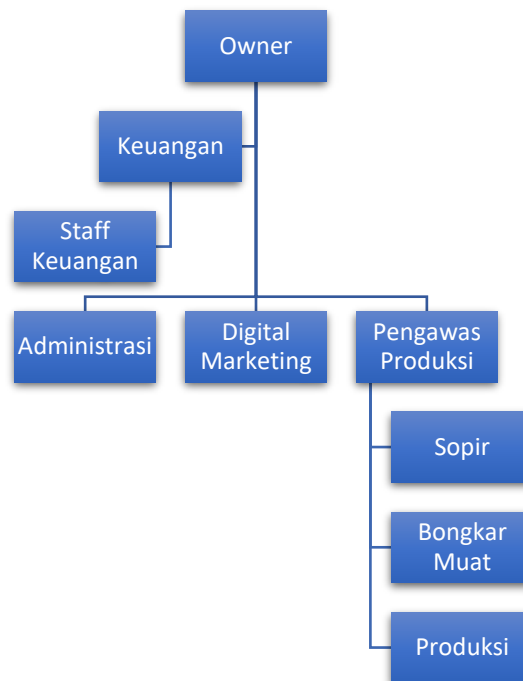 Owner
Keuangan
Staff
Keuangan
Administrasi
Digital
Marketing
Pengawas
Produksi
Sopir
Bongkar
Muat
Produksi